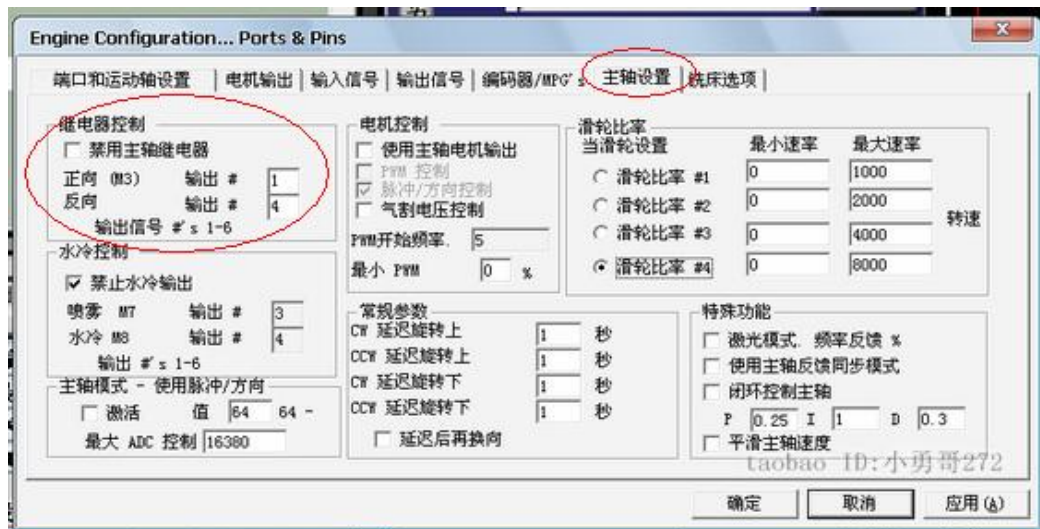 Engine Configuration... Ports & Pins
端口和运动轴设置 电机输出 输入信号 输出信号 编码器/MPG's 主轴设置 铣床选项
继电器控制
禁用主轴继电器
正向 (M3) 输出 # 1
反向 输出 # 4
输出信号 #'s 1-6
水冷控制
禁止水冷输出
喷雾 M7 输出 # 3
水冷 M8 输出 # 4
输出 #'s 1-6
主轴模式 - 使用脉冲/方向
激活 值 64 64 -
最大 ADC 控制 16380
电机控制
使用主轴电机输出
PWM 控制
脉冲/方向控制
气割电压控制
PWM开始频率. 5
最小 PWM 0 %
常规参数
CW 延迟旋转上 1 秒
CCW 延迟旋转上 1 秒
CW 延迟旋转下 1 秒
CCW 延迟旋转下 1 秒
延迟后再换向
滑轮比率
当滑轮设置 最小速率 最大速率
滑轮比率 #1 0 1000
滑轮比率 #2 0 2000
滑轮比率 #3 0 4000
滑轮比率 #4 0 8000
转速
特殊功能
激光模式. 频率反馈 %
使用主轴反馈同步模式
闭环控制主轴
P 0.25 I 1 D 0.3
平滑主轴速度
taobao ID:小勇哥272
确定 取消 应用(A)